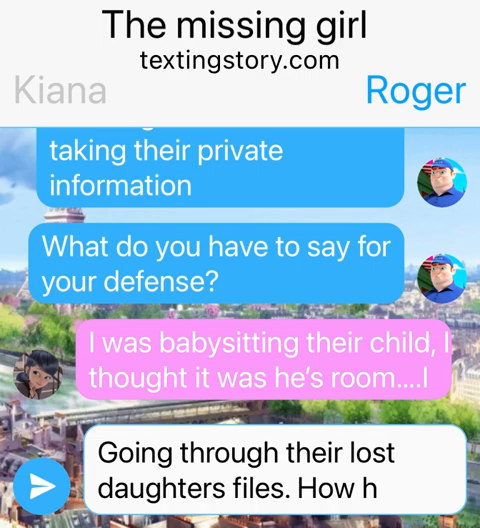 The missing girl
textingstory.com
Kiana
Roger
taking their private
information
What do you have to say for
your defense?
I was babysitting their child, I
thought it was he’s room....I
Going through their lost
daughters files. How h